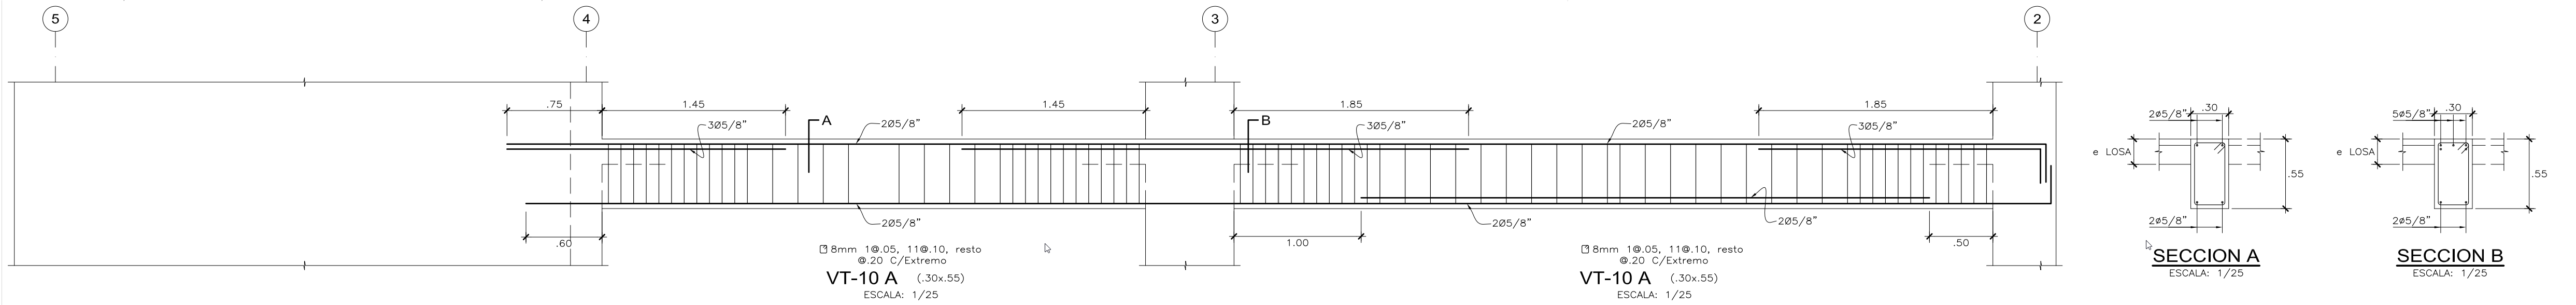 5 4 3 2
.75 1.45 1.45 1.85 1.85
3Ø5/8" A 2Ø5/8" B 3Ø5/8" 2Ø5/8" 3Ø5/8"
2Ø5/8" 2Ø5/8" 2Ø5/8"
.60 1.00 .50
8mm 1@.05, 11@.10, resto
@.20 C/Extremo
VT-10 A (.30x.55)
ESCALA: 1/25
8mm 1@.05, 11@.10, resto
@.20 C/Extremo
VT-10 A (.30x.55)
ESCALA: 1/25
.30
2ø5/8"
e LOSA
.55
2ø5/8"
SECCION A
ESCALA: 1/25
.30
5ø5/8"
e LOSA
.55
2ø5/8"
SECCION B
ESCALA: 1/25